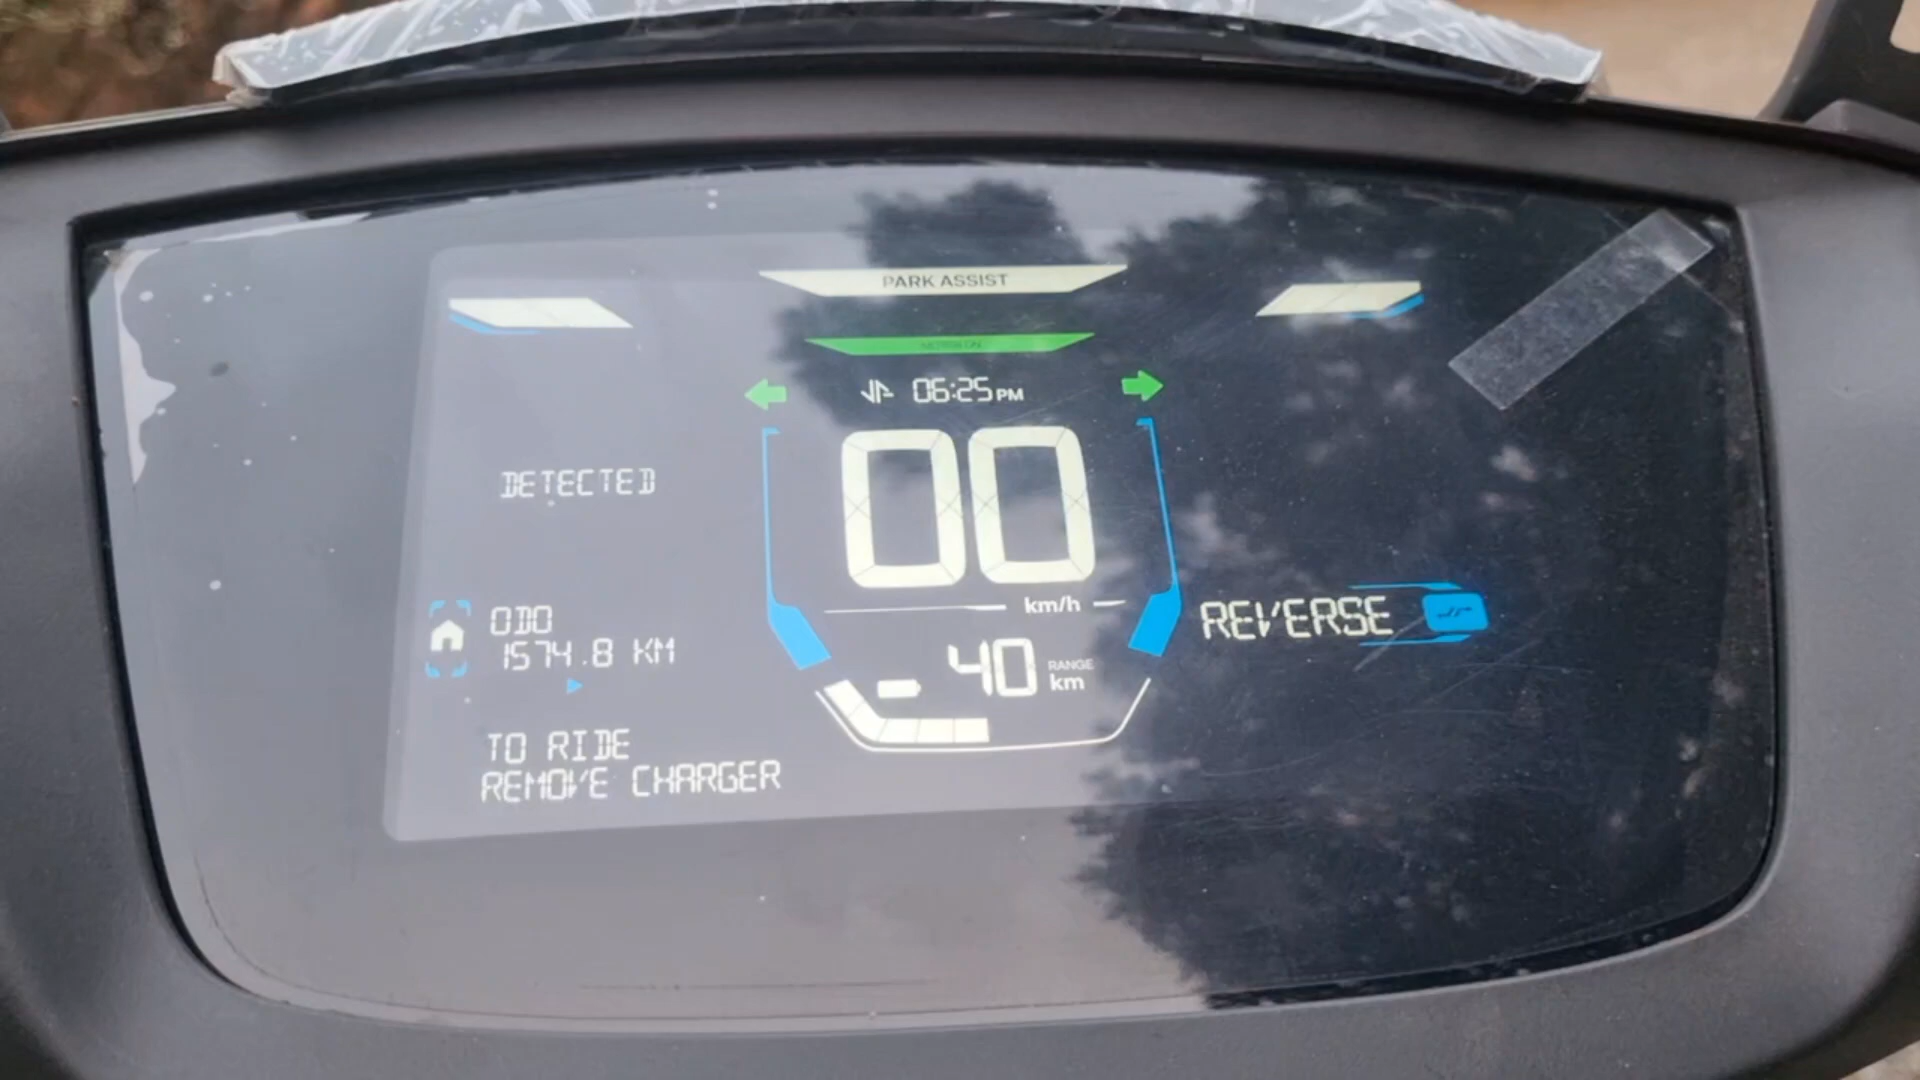 PARK ASSIST
06:25 PM
DETECTED
00
km/h
ODO
1574.8 KM
REVERSE
40 RANGE km
TO RIDE
REMOVE CHARGER